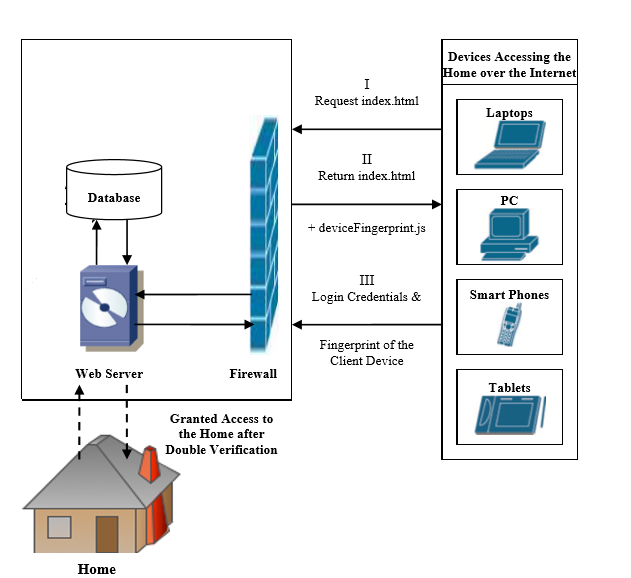 Devices Accessing the
Home over the Internet
I
Request index.html
Laptops
II
Return index.html
+ deviceFingerprint.js
PC
Database
III
Login Credentials &
Fingerprint of the
Client Device
Smart Phones
Web Server
Firewall
Tablets
Granted Access to
the Home after
Double Verification
Home